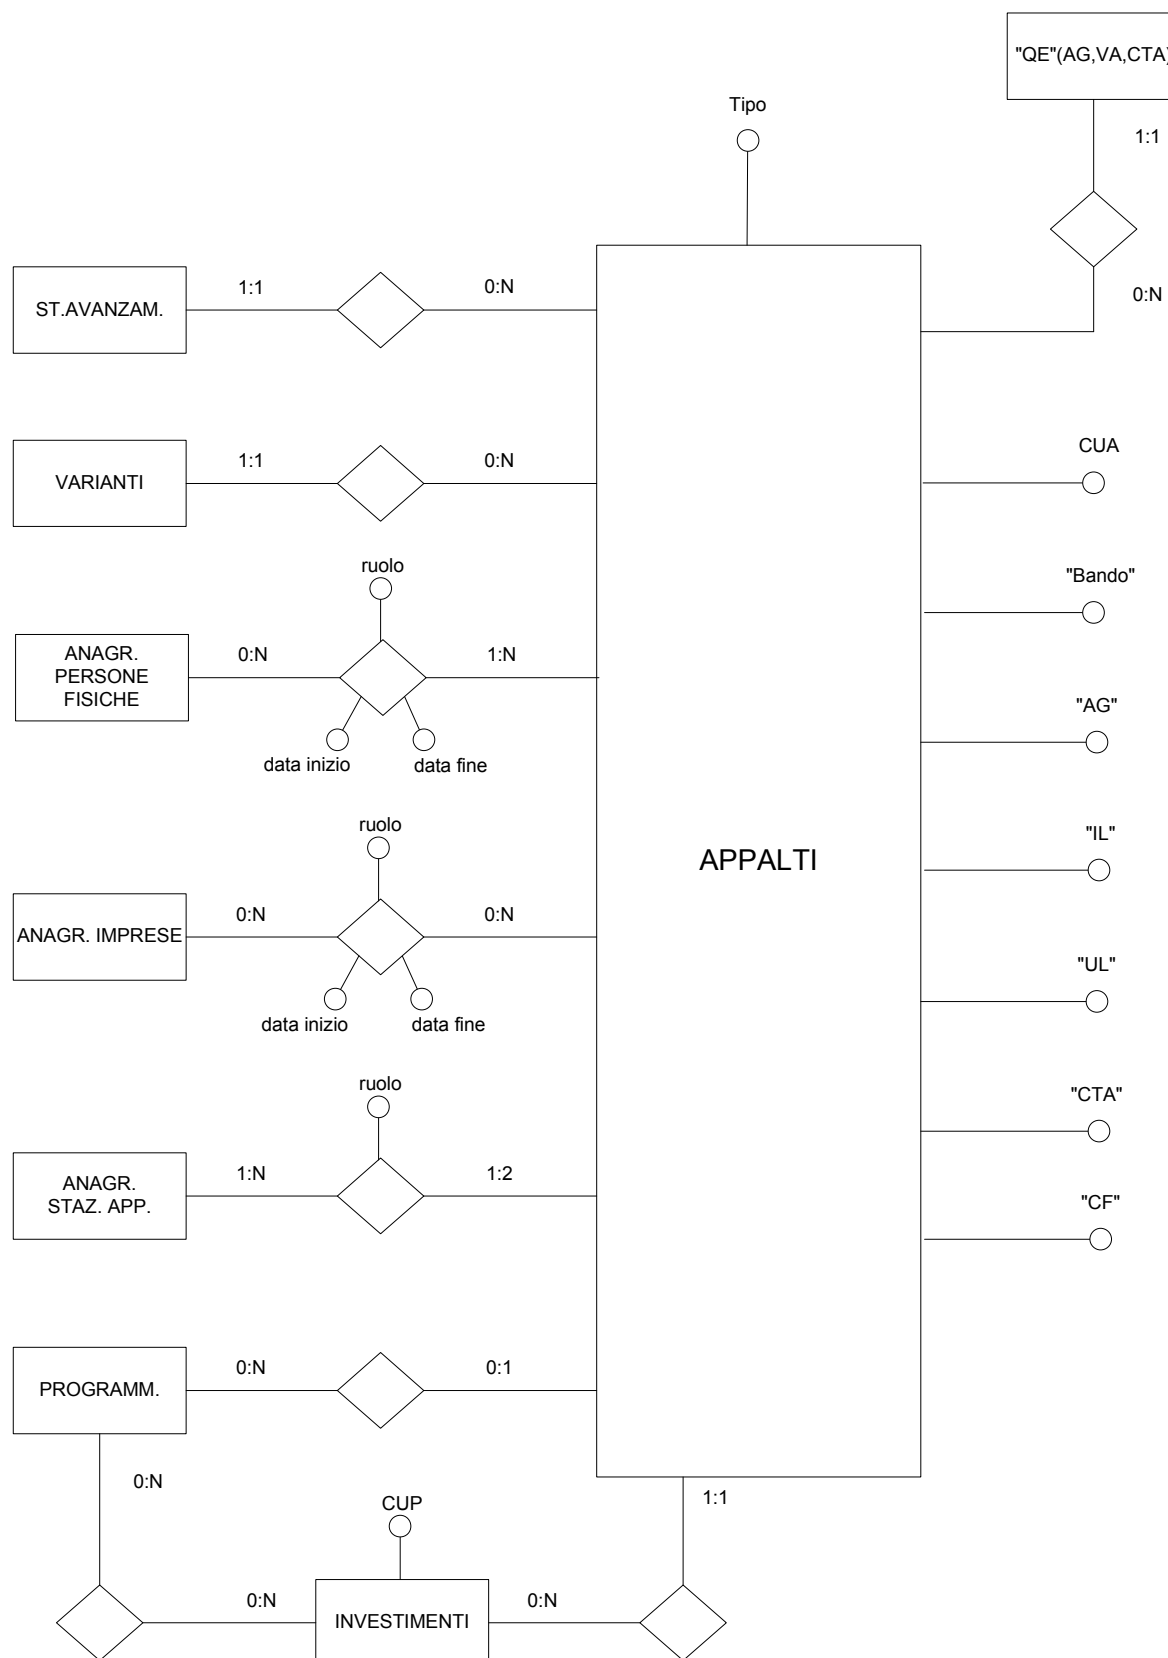 "QE"(AG,VA,CTA)
Tipo
1:1
0:N
ST.AVANZAM.
1:1
0:N
CUA
VARIANTI
1:1
0:N
"Bando"
ruolo
ANAGR.
PERSONE
FISICHE
0:N
1:N
data inizio
data fine
"AG"
ruolo
"IL"
APPALTI
ANAGR. IMPRESE
0:N
0:N
data inizio
data fine
"UL"
ruolo
"CTA"
ANAGR.
STAZ. APP.
1:N
1:2
"CF"
PROGRAMM.
0:N
0:1
0:N
1:1
CUP
0:N
INVESTIMENTI
0:N